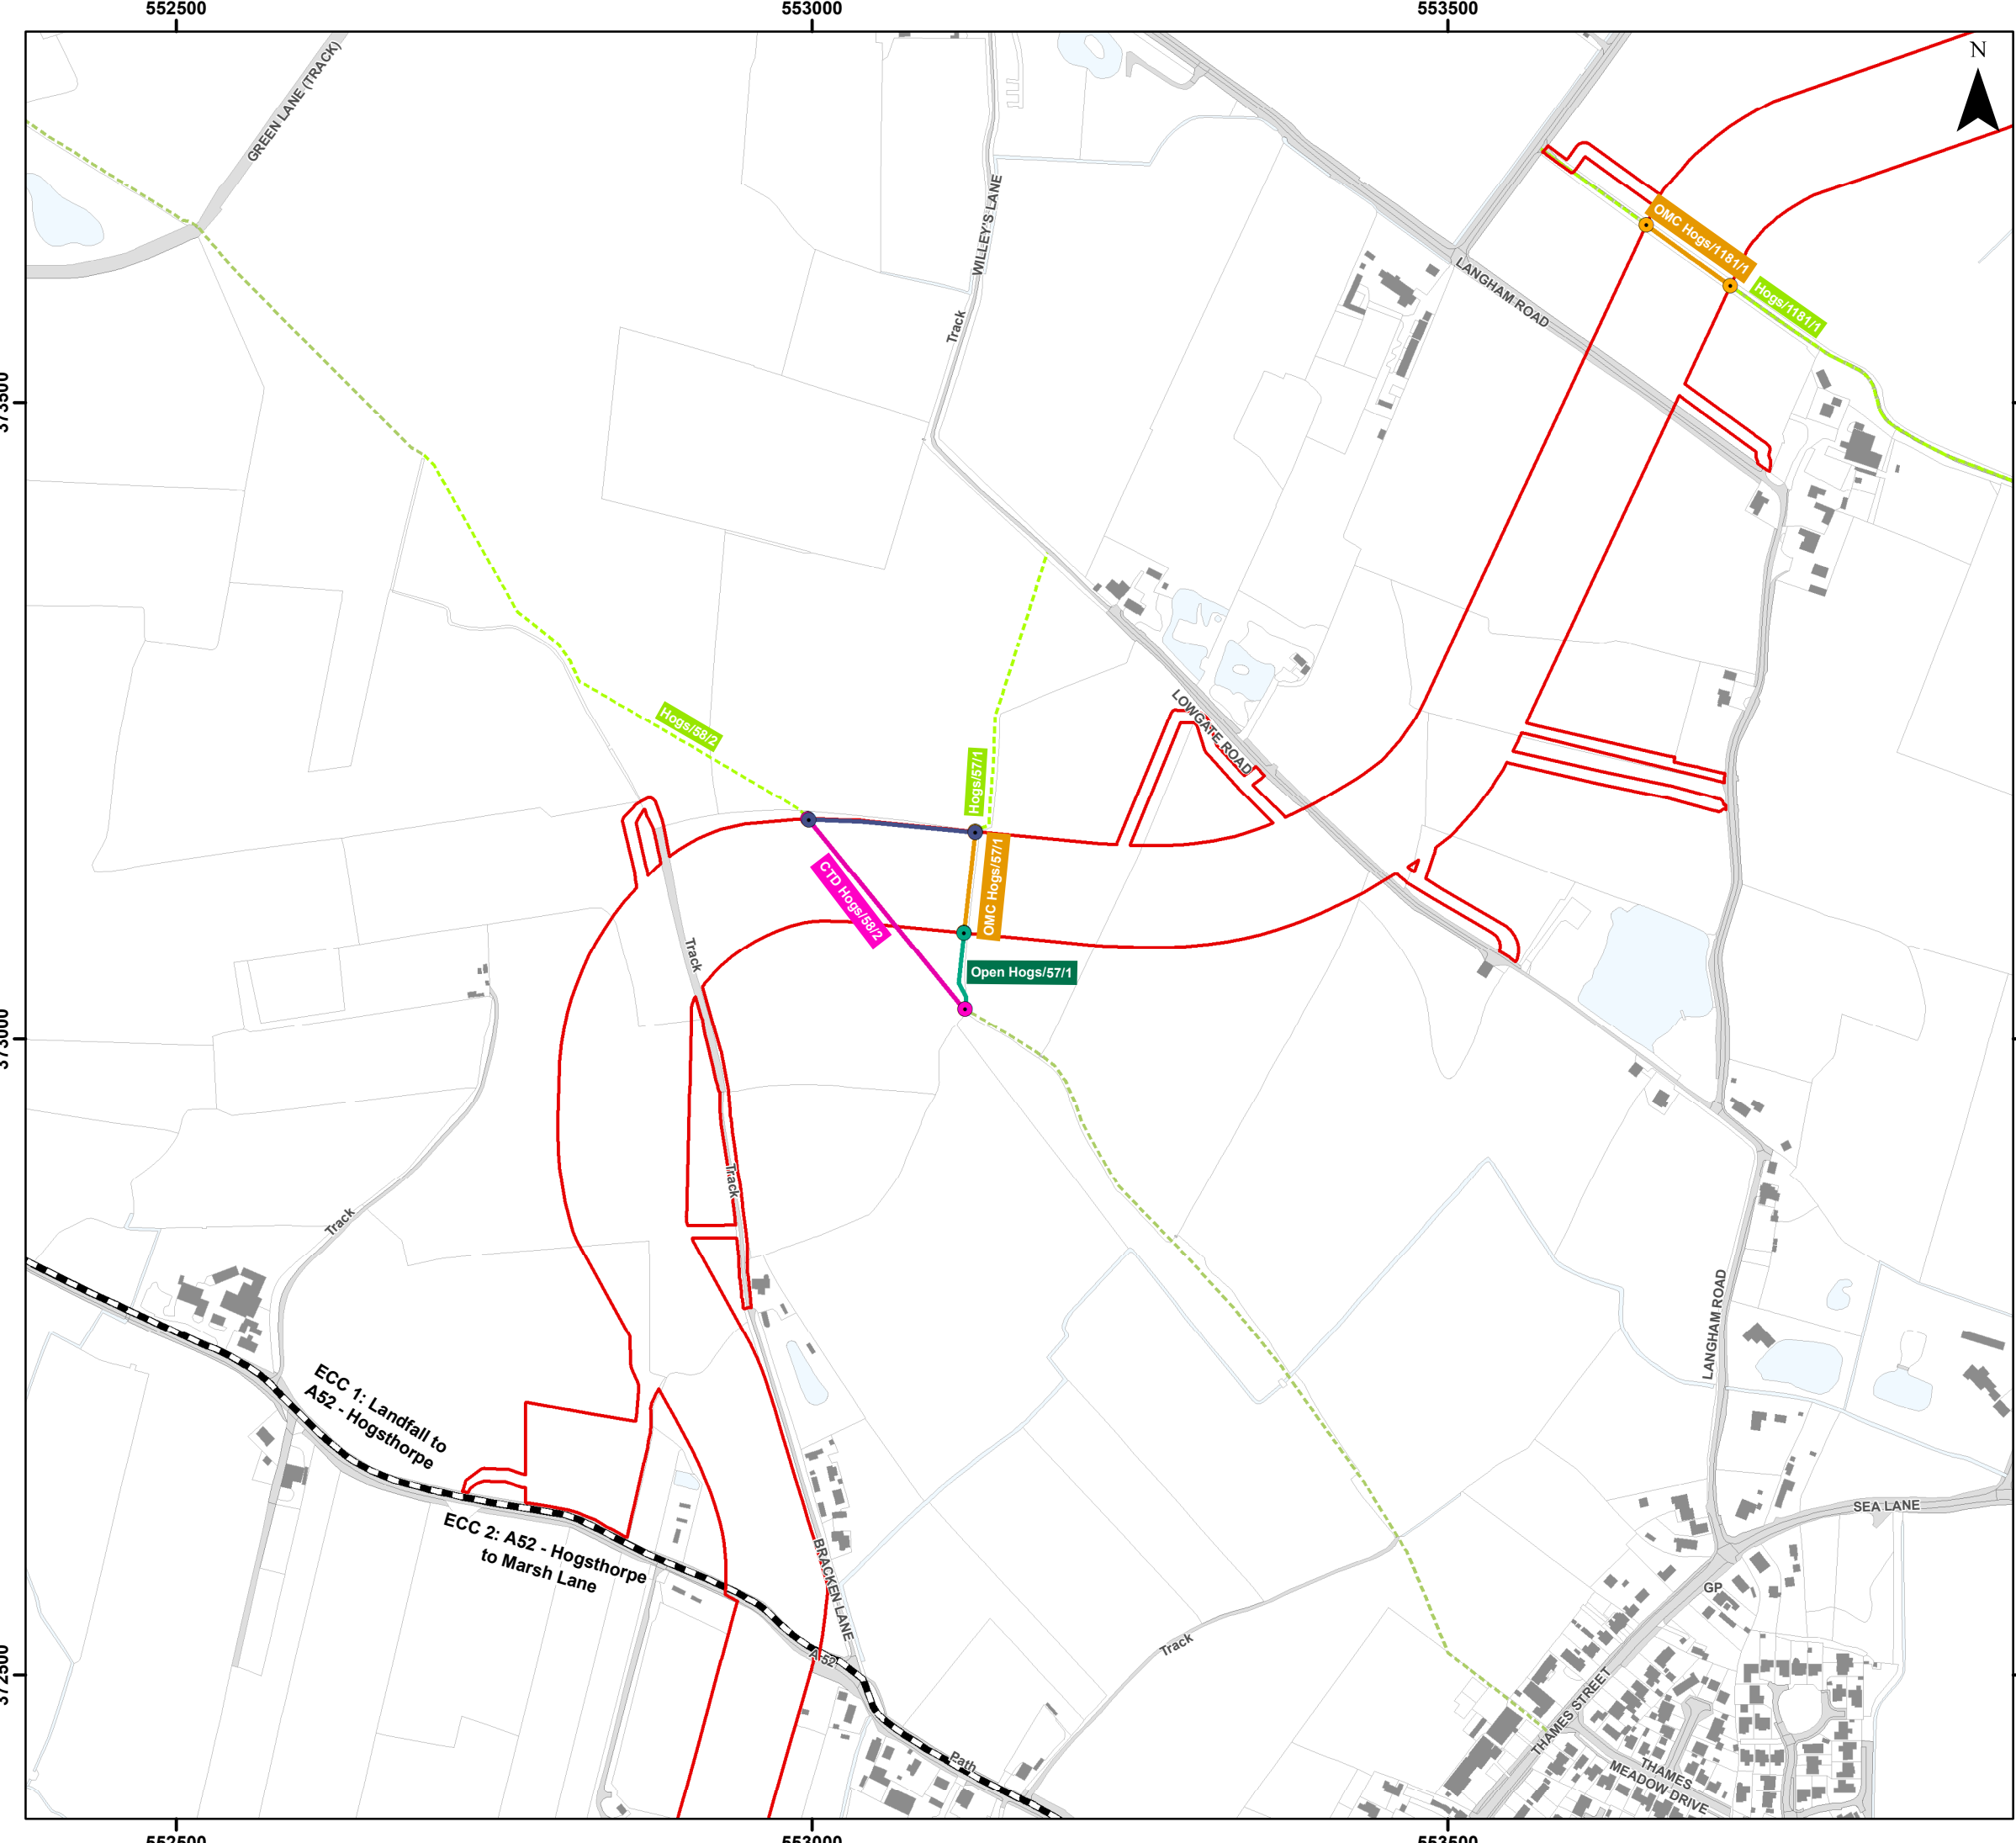 552500
553000
553500
N
GREEN LANE (TRACK)
WILLEY'S LANE
Track
OMC Hogs/1181/1
Hogs/1181/1
LANGHAM ROAD
Hogs/58/2
Hogs/57/1
LOWGATE ROAD
CTD Hogs/58/2
OMC Hogs/57/1
Open Hogs/57/1
Track
Track
Track
LANGHAM ROAD
ECC 1: Landfall to
A52 - Hogsthorpe
ECC 2: A52 - Hogsthorpe
to Marsh Lane
BRACKEN LANE
A 52
Path
Track
SEA LANE
GP
THAMES STREET
THAMES
MEADOW DRIVE
373000
372500
552500
553000
553500